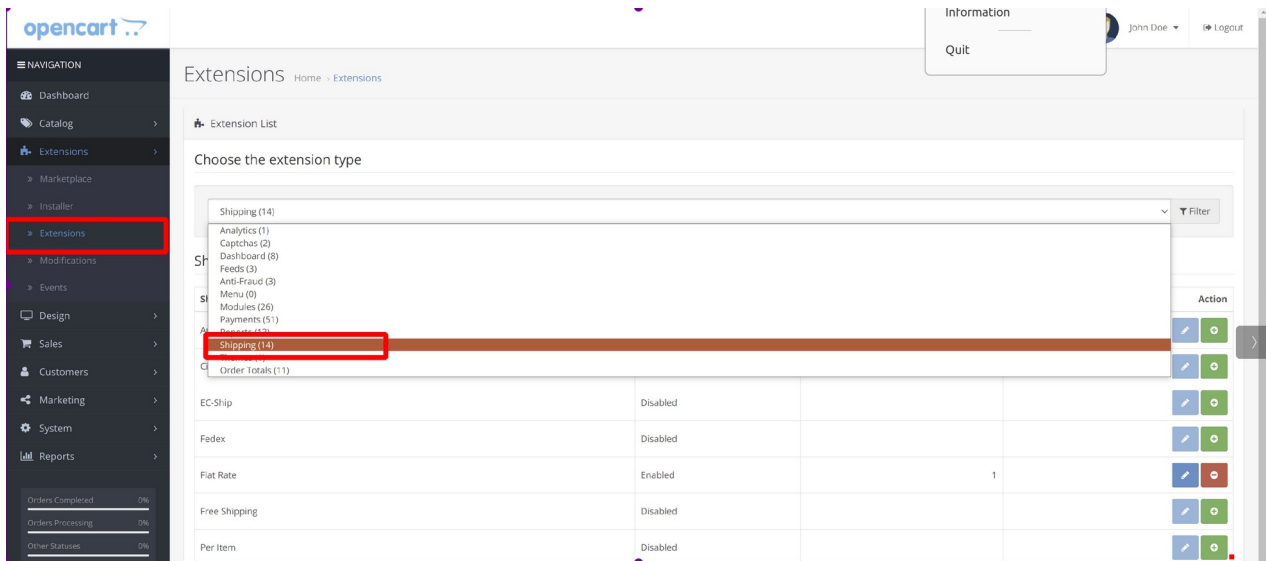 opencart
Information
Quit
John Doe
Logout
NAVIGATION
Extensions
Home › Extensions
Dashboard
Catalog
Extensions
Marketplace
Installer
Extensions
Modifications
Events
Design
Sales
Customers
Marketing
System
Reports
Orders Completed 0%
Orders Processing 0%
Other Statuses 0%
Extension List
Choose the extension type
Shipping (14)
Filter
Analytics (1)
Captchas (2)
Dashboard (8)
Feeds (3)
Anti-Fraud (3)
Menu (0)
Modules (26)
Payments (51)
Shipping (14)
Order Totals (11)
Action
EC-Ship Disabled
Fedex Disabled
Flat Rate Enabled 1
Free Shipping Disabled
Per Item Disabled